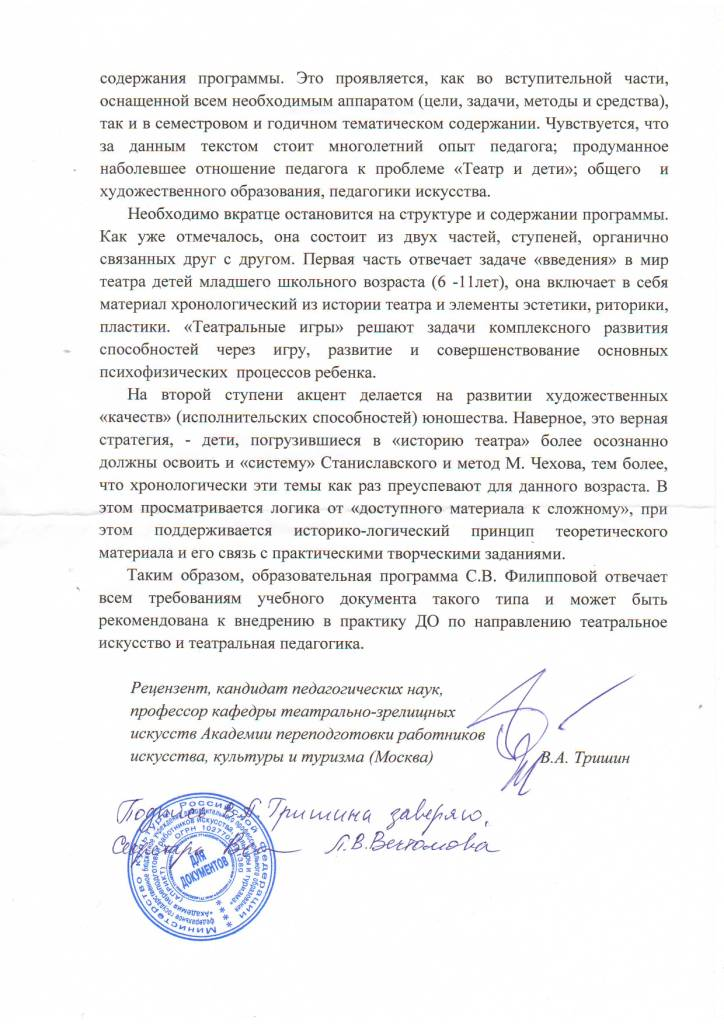 содержания программы. Это проявляется, как во вступительной части,
оснащенной всем необходимым аппаратом (цели, задачи, методы и средства),
так и в семестровом и годичном тематическом содержании. Чувствуется, что
за данным текстом стоит многолетний опыт педагога; продуманное
наболевшее отношение педагога к проблеме «Театр и дети»; общего и
художественного образования, педагогики искусства.
Необходимо вкратце остановится на структуре и содержании программы.
Как уже отмечалось, она состоит из двух частей, ступеней, органично
связанных друг с другом. Первая часть отвечает задаче «введения» в мир
театра детей младшего школьного возраста (6 -11лет), она включает в себя
материал хронологический из истории театра и элементы эстетики, риторики,
пластики. «Театральные игры» решают задачи комплексного развития
способностей через игру, развитие и совершенствование основных
психофизических процессов ребенка.
На второй ступени акцент делается на развитии художественных
«качеств» (исполнительских способностей) юношества. Наверное, это верная
стратегия, - дети, погрузившиеся в «историю театра» более осознанно
должны освоить и «систему» Станиславского и метод М. Чехова, тем более,
что хронологически эти темы как раз преуспевают для данного возраста. В
этом просматривается логика от «доступного материала к сложному», при
этом поддерживается историко-логический принцип теоретического
материала и его связь с практическими творческими заданиями.
Таким образом, образовательная программа С.В. Филипповой отвечает
всем требованиям учебного документа такого типа и может быть
рекомендована к внедрению в практику ДО по направлению театральное
искусство и театральная педагогика.
Рецензент, кандидат педагогических наук,
профессор кафедры театрально-зрелищных
искусств Академии переподготовки работников
искусства, культуры и туризма (Москва) В.А. Тришин
Подпись В.А. Тришина заверяю,
Секретарь Л.В.Вектомова
Министерство культуры Российской Федерации
ДЛЯ
ДОКУМЕНТОВ